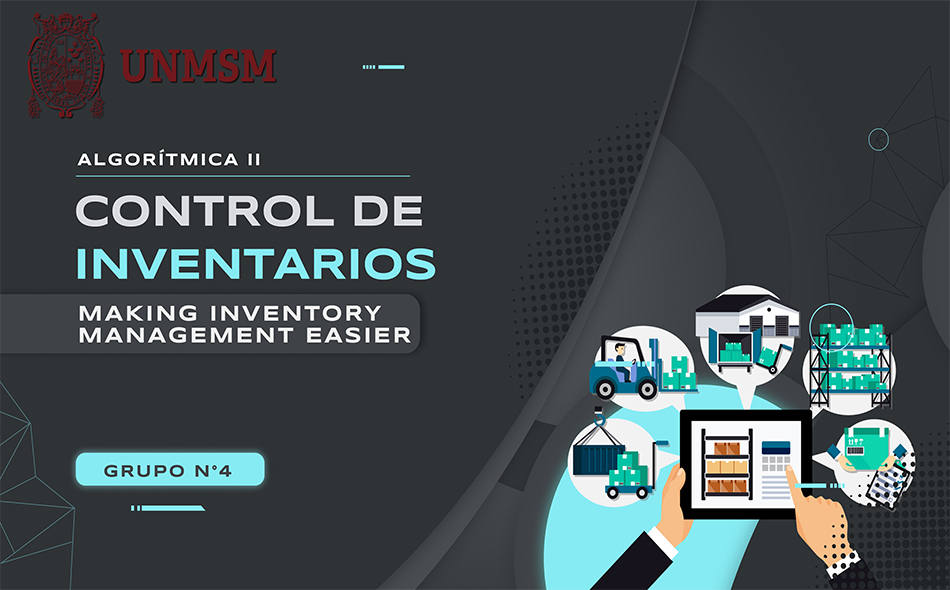 UNMSM
ALGORÍTMICA II
CONTROL DE
INVENTARIOS
MAKING INVENTORY
MANAGEMENT EASIER
GRUPO N°4